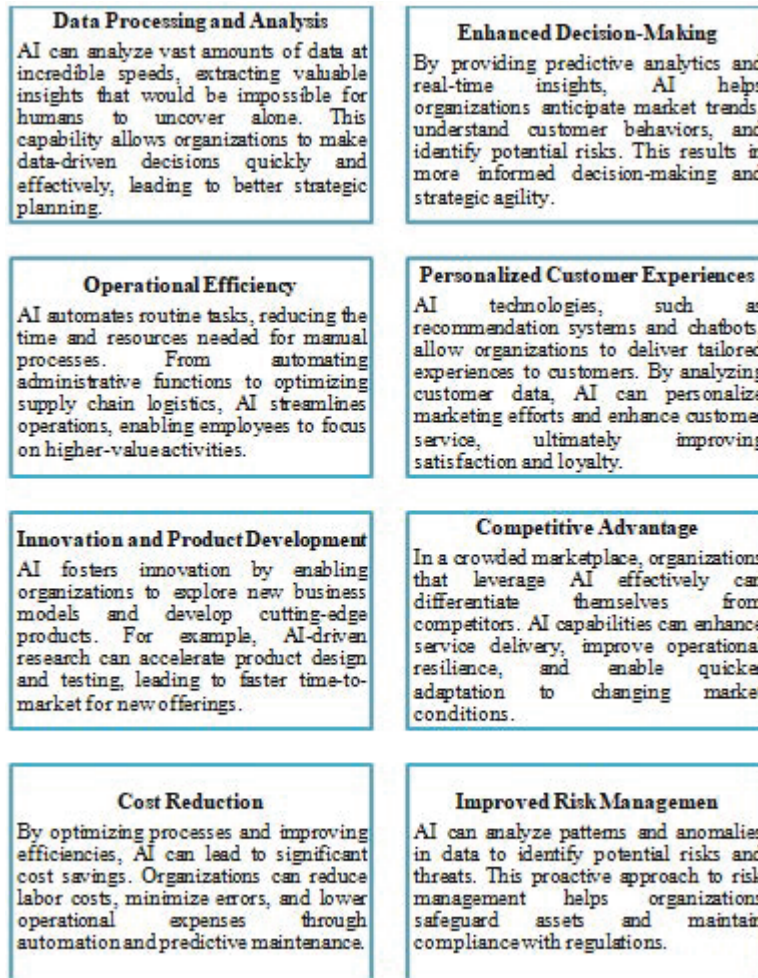 Data Processing and Analysis
AI can analyze vast amounts of data at
incredible speeds, extracting valuable
insights that would be impossible for
humans to uncover alone. This
capability allows organizations to make
data-driven decisions quickly and
effectively, leading to better strategic
planning.
Enhanced Decision-Making
By providing predictive analytics and
real-time insights, AI helps
organizations anticipate market trends
understand customer behaviors, and
identify potential risks. This results in
more informed decision-making and
strategic agility.
Operational Efficiency
AI automates routine tasks, reducing the
time and resources needed for manual
processes. From automating
administrative functions to optimizing
supply chain logistics, AI streamlines
operations, enabling employees to focus
on higher-value activities.
Personalized Customer Experiences
AI technologies, such as
recommendation systems and chatbots
allow organizations to deliver tailored
experiences to customers. By analyzing
customer data, AI can personalize
marketing efforts and enhance custome
service, ultimately improving
satisfaction and loyalty.
Innovation and Product Development
AI fosters innovation by enabling
organizations to explore new business
models and develop cutting-edge
products. For example, AI-driven
research can accelerate product design
and testing, leading to faster time-to-
market for new offerings.
Competitive Advantage
In a crowded marketplace, organizations
that leverage AI effectively can
differentiate themselves from
competitors. AI capabilities can enhance
service delivery, improve operationa
resilience, and enable quicke
adaptation to changing marke
conditions.
Cost Reduction
By optimizing processes and improving
efficiencies, AI can lead to significant
cost savings. Organizations can reduce
labor costs, minimize errors, and lower
operational expenses through
automation and predictive maintenance.
Improved Risk Managemen
AI can analyze patterns and anomalies
in data to identify potential risks and
threats. This proactive approach to risk
management helps organizations
safeguard assets and maintain
compliance with regulations.